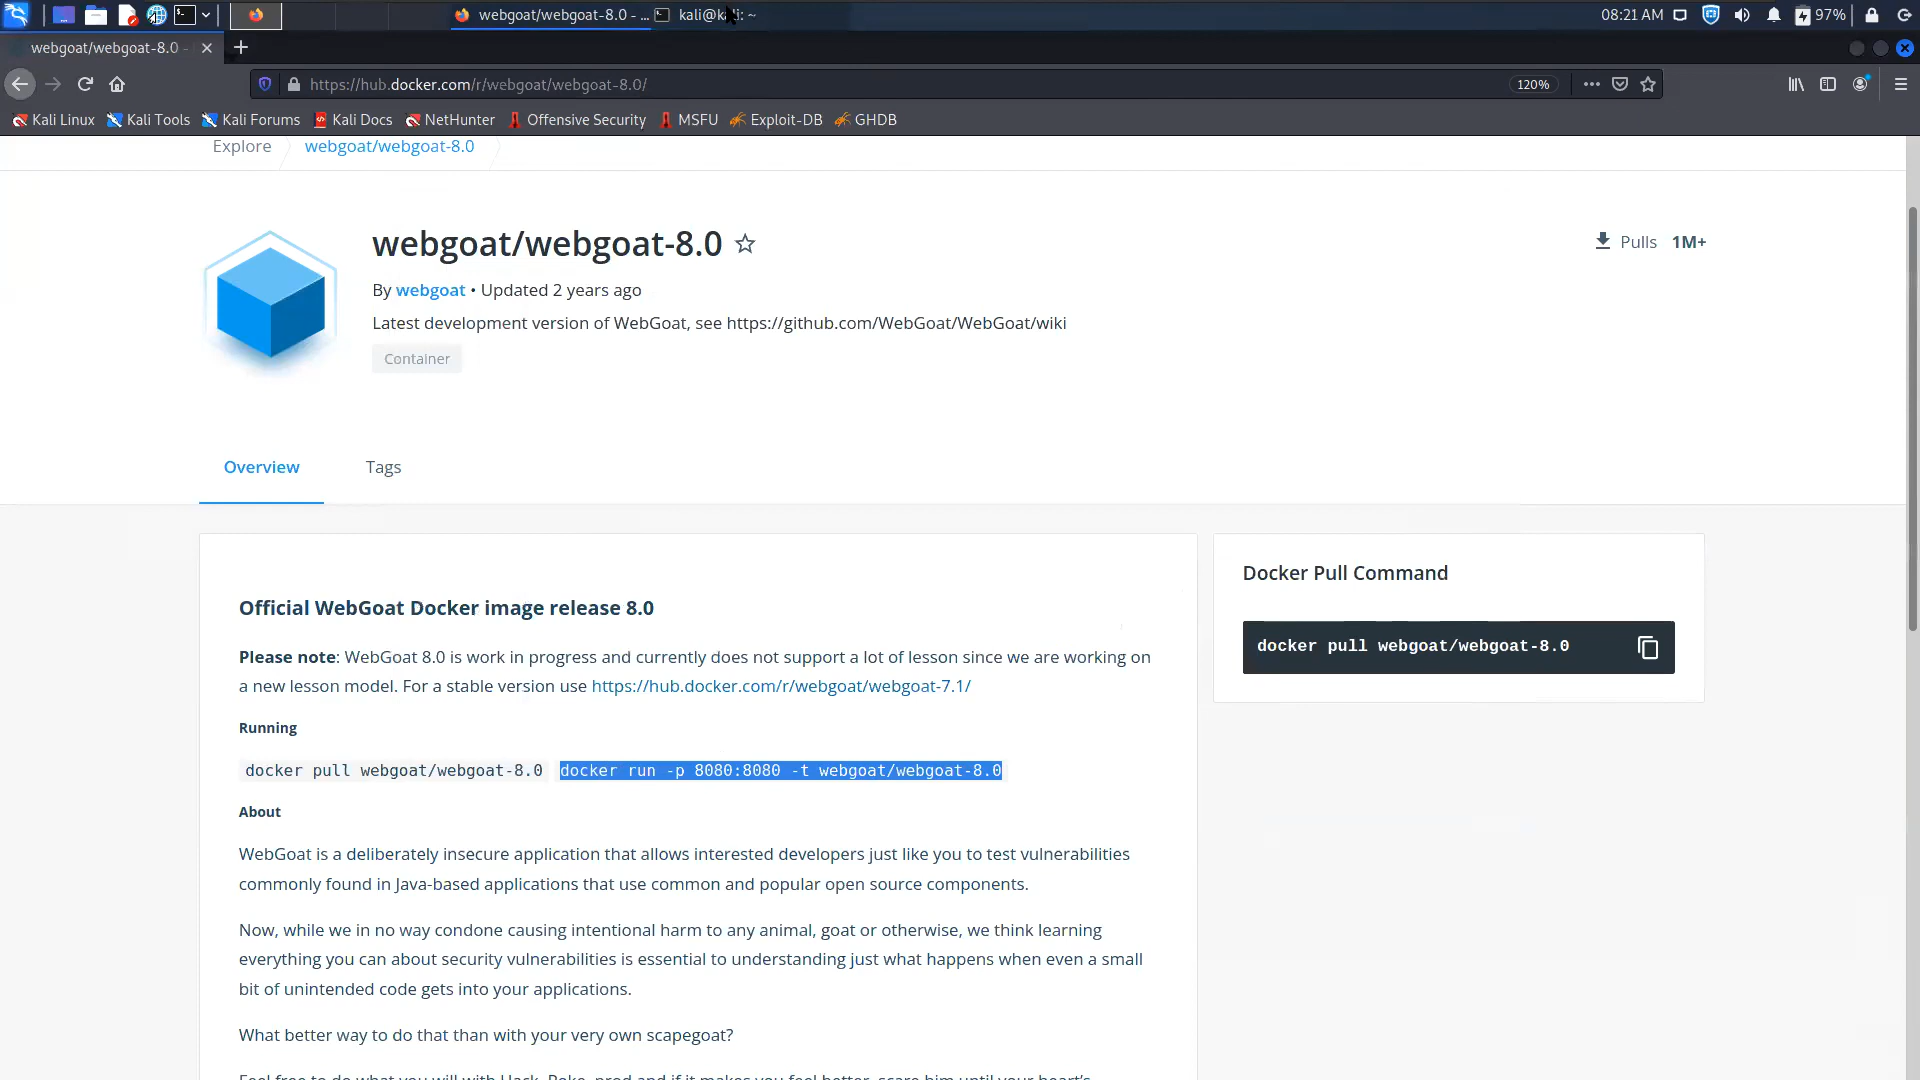 webgoat/webgoat-8.0 - ...
08:21 AM
97%
webgoat/webgoat-8.0 -
https://hub.docker.com/r/webgoat/webgoat-8.0/
120%
Kali Linux Kali Tools Kali Forums Kali Docs NetHunter Offensive Security MSFU Exploit-DB GHDB
Explore webgoat/webgoat-8.0
webgoat/webgoat-8.0
Pulls 1M+
By webgoat • Updated 2 years ago
Latest development version of WebGoat, see https://github.com/WebGoat/WebGoat/wiki
Container
Overview Tags
Official WebGoat Docker image release 8.0
Please note: WebGoat 8.0 is work in progress and currently does not support a lot of lesson since we are working on
a new lesson model. For a stable version use https://hub.docker.com/r/webgoat/webgoat-7.1/
Running
docker pull webgoat/webgoat-8.0 docker run -p 8080:8080 -t webgoat/webgoat-8.0
About
WebGoat is a deliberately insecure application that allows interested developers just like you to test vulnerabilities
commonly found in Java-based applications that use common and popular open source components.
Now, while we in no way condone causing intentional harm to any animal, goat or otherwise, we think learning
everything you can about security vulnerabilities is essential to understanding just what happens when even a small
bit of unintended code gets into your applications.
What better way to do that than with your very own scapegoat?
Docker Pull Command
docker pull webgoat/webgoat-8.0